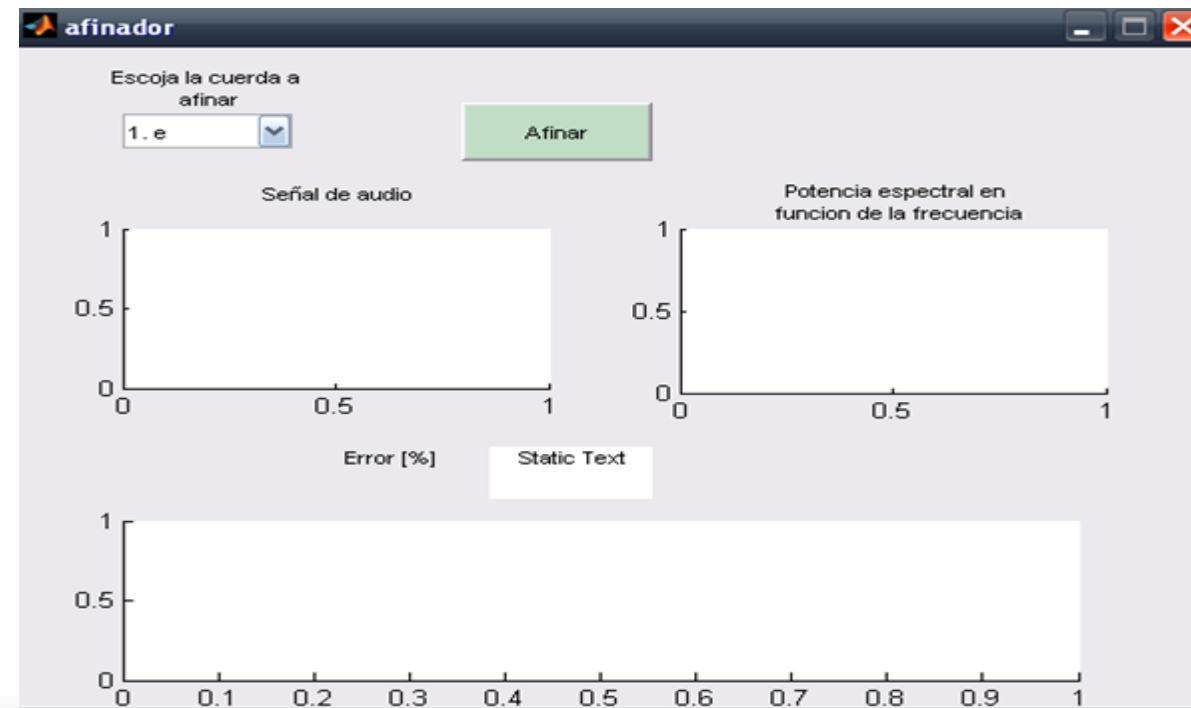 afinador
Escoja la cuerda a
afinar
1. e
Afinar
Señal de audio
1
0.5
0
0
0.5
1
Potencia espectral en
funcion de la frecuencia
1
0.5
0
0
0.5
1
Error [%]
Static Text
1
0.5
0
0
0.1
0.2
0.3
0.4
0.5
0.6
0.7
0.8
0.9
1